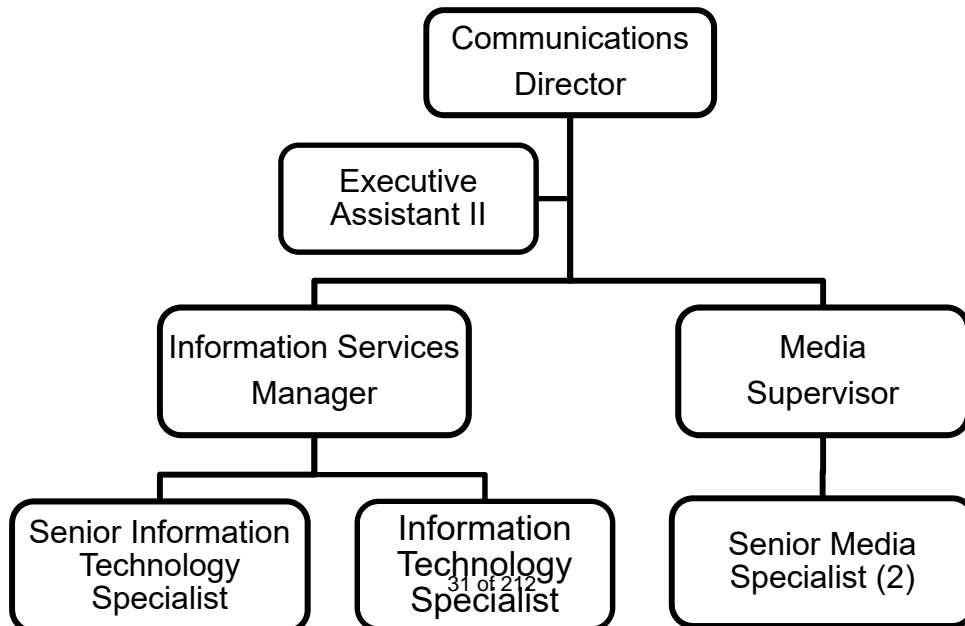 Communications
Director
Executive
Assistant II
Information Services
Manager
Media
Supervisor
Senior Information
Technology
Specialist
Information
Technology
Specialist
31 of 212
Senior Media
Specialist (2)